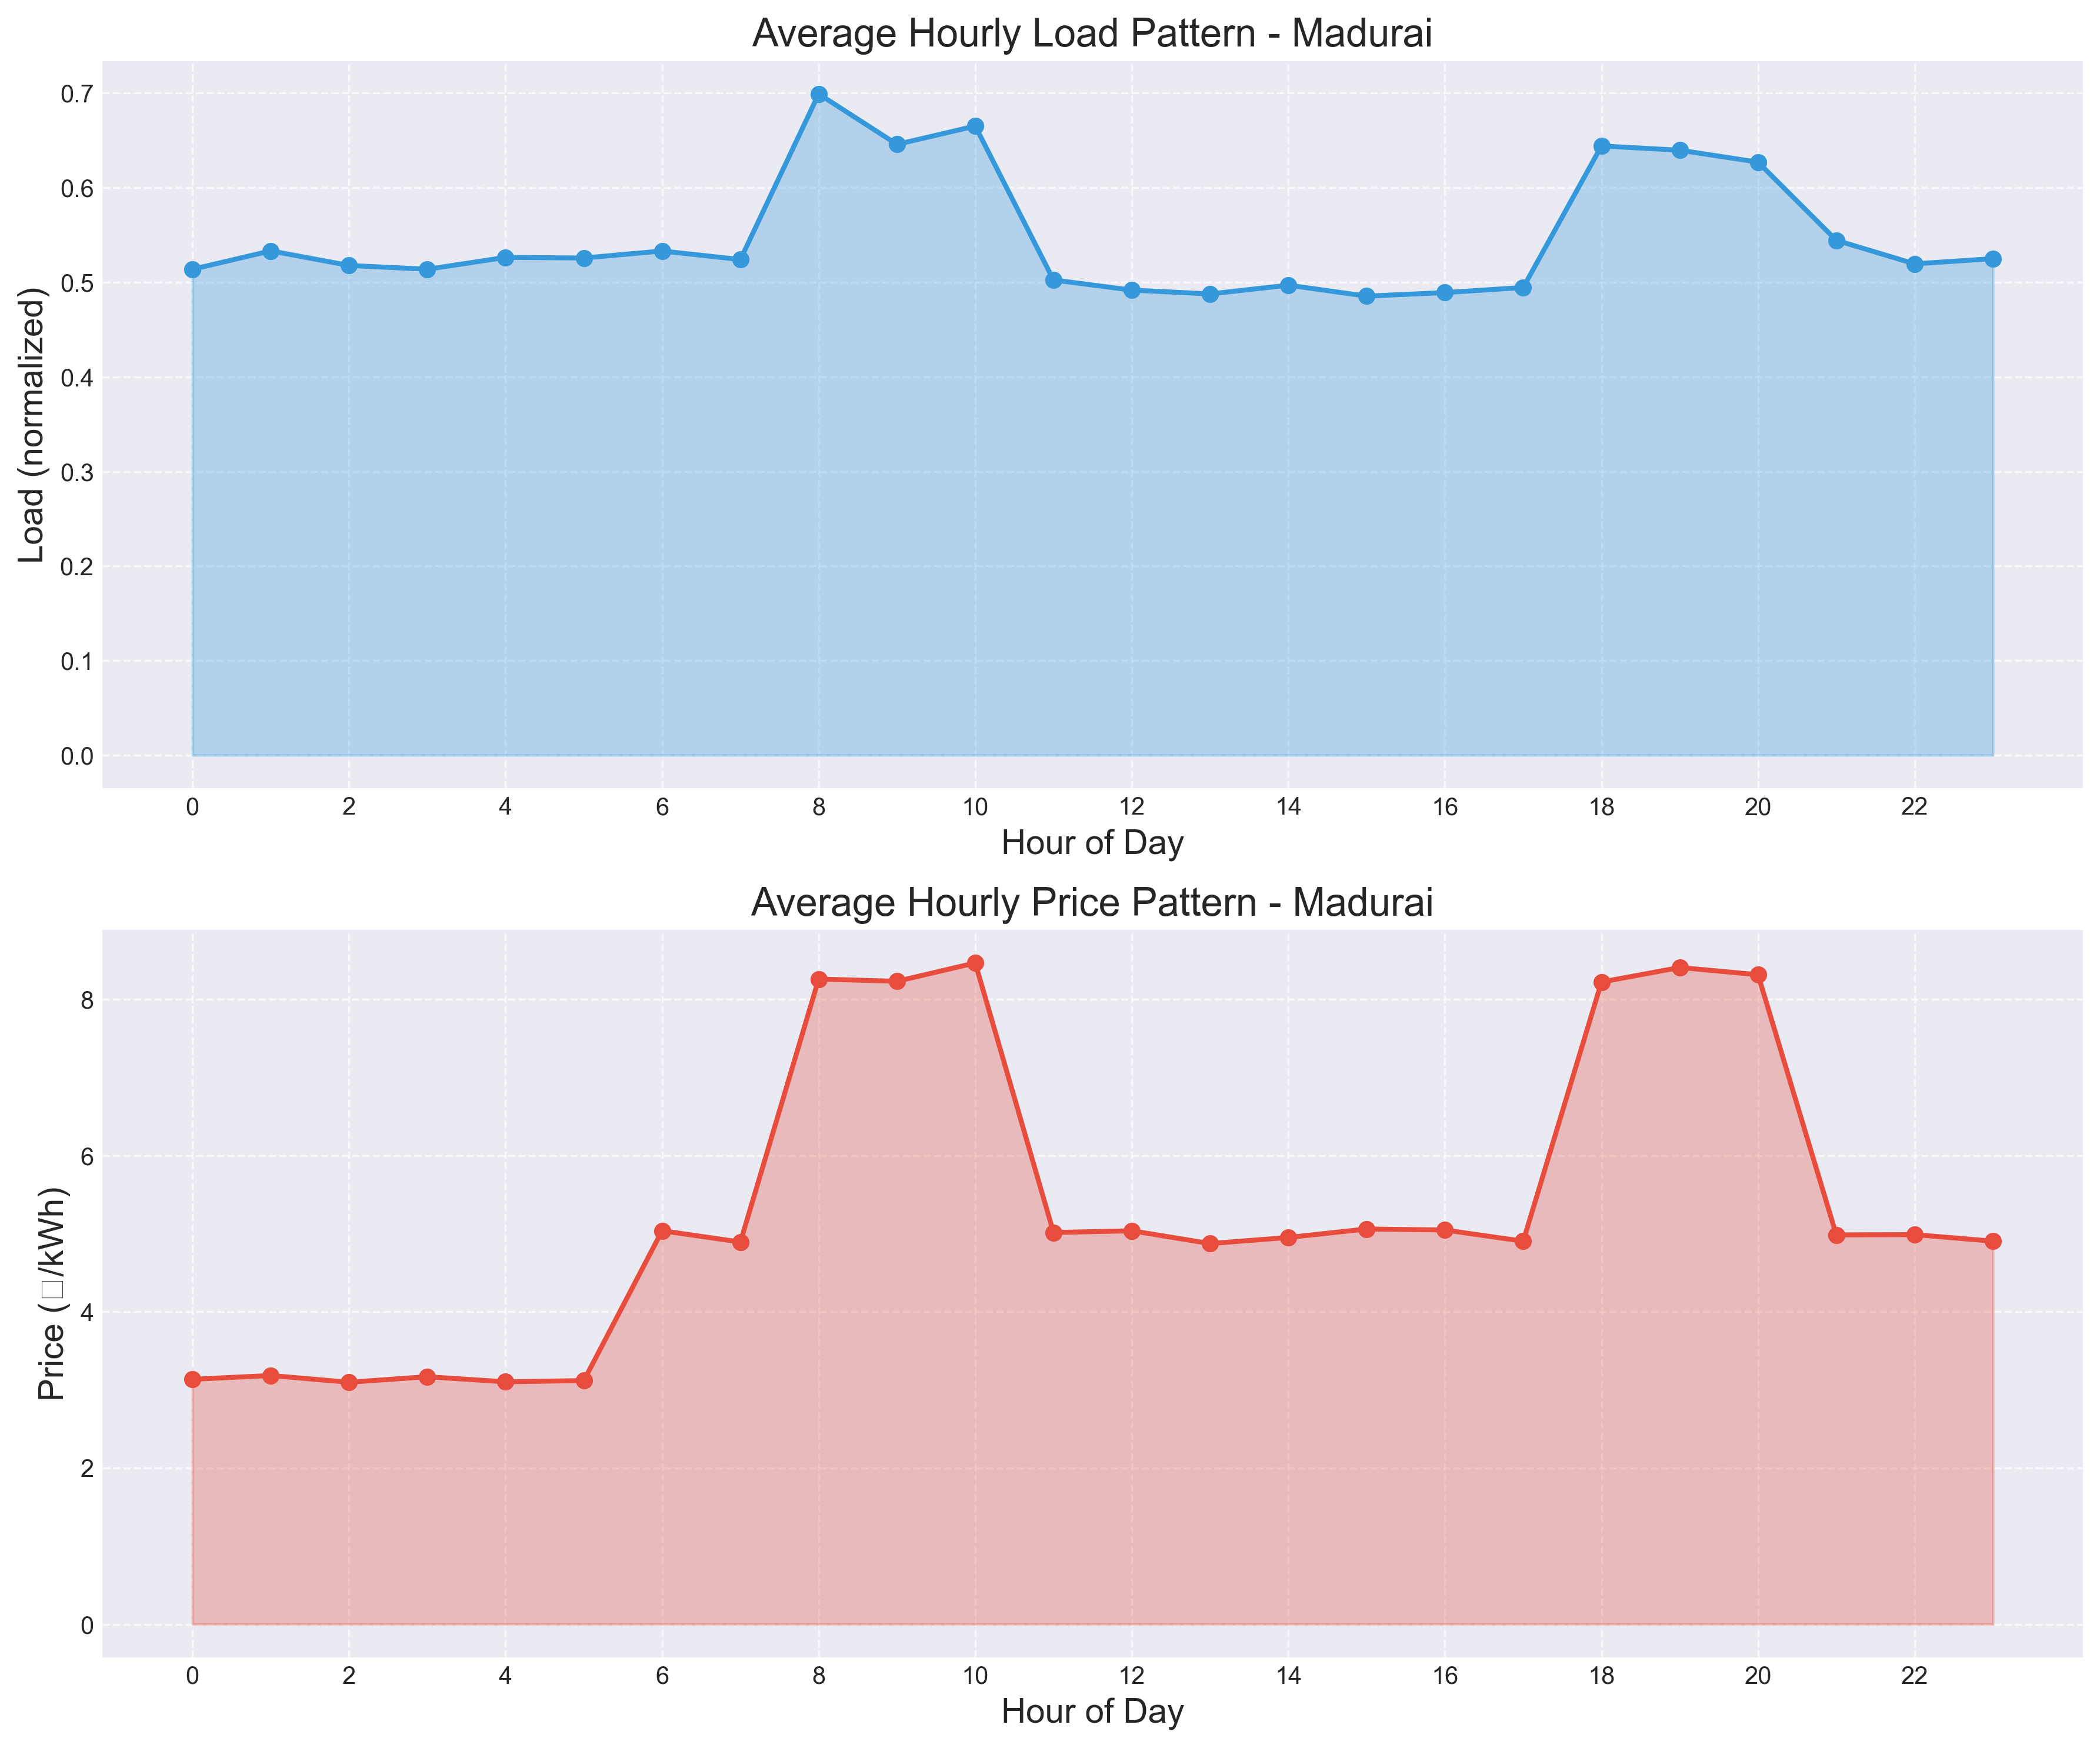 Average Hourly Load Pattern - Madurai
Load (normalized)
0.7
0.6
0.5
0.4
0.3
0.2
0.1
0.0
0 2 4 6 8 10 12 14 16 18 20 22
Hour of Day
Average Hourly Price Pattern - Madurai
Price (□/kWh)
8
6
4
2
0
0 2 4 6 8 10 12 14 16 18 20 22
Hour of Day